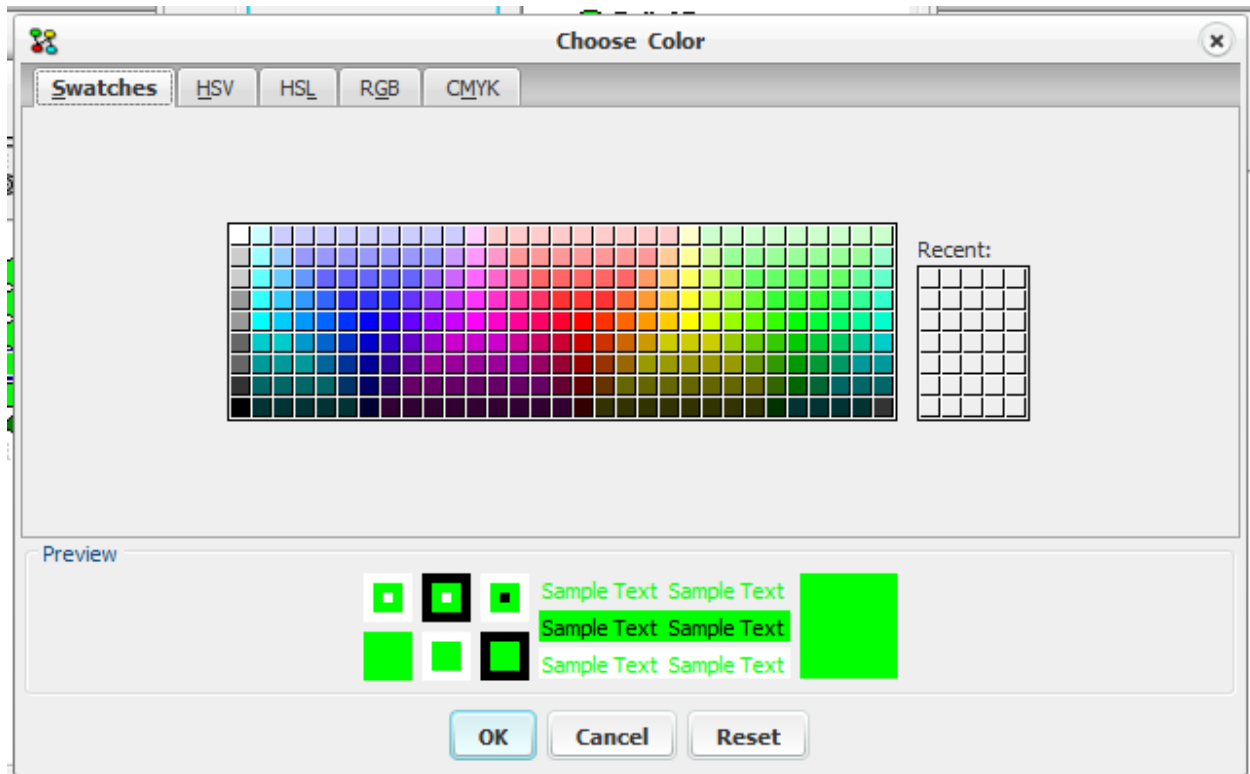 Choose Color
Swatches HSV HSL RGB CMYK
Recent:
Preview
Sample Text Sample Text
Sample Text Sample Text
Sample Text Sample Text
OK Cancel Reset